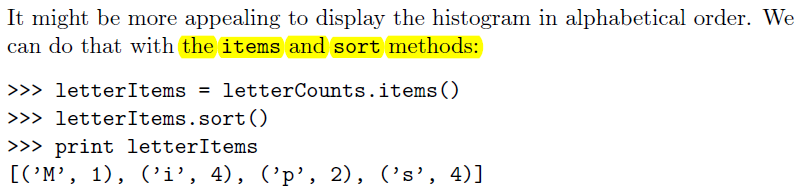 It might be more appealing to display the histogram in alphabetical order. We
can do that with the items and sort methods:
>>> letterItems = letterCounts.items()
>>> letterItems.sort()
>>> print letterItems
[(’M’, 1), (’i’, 4), (’p’, 2), (’s’, 4)]